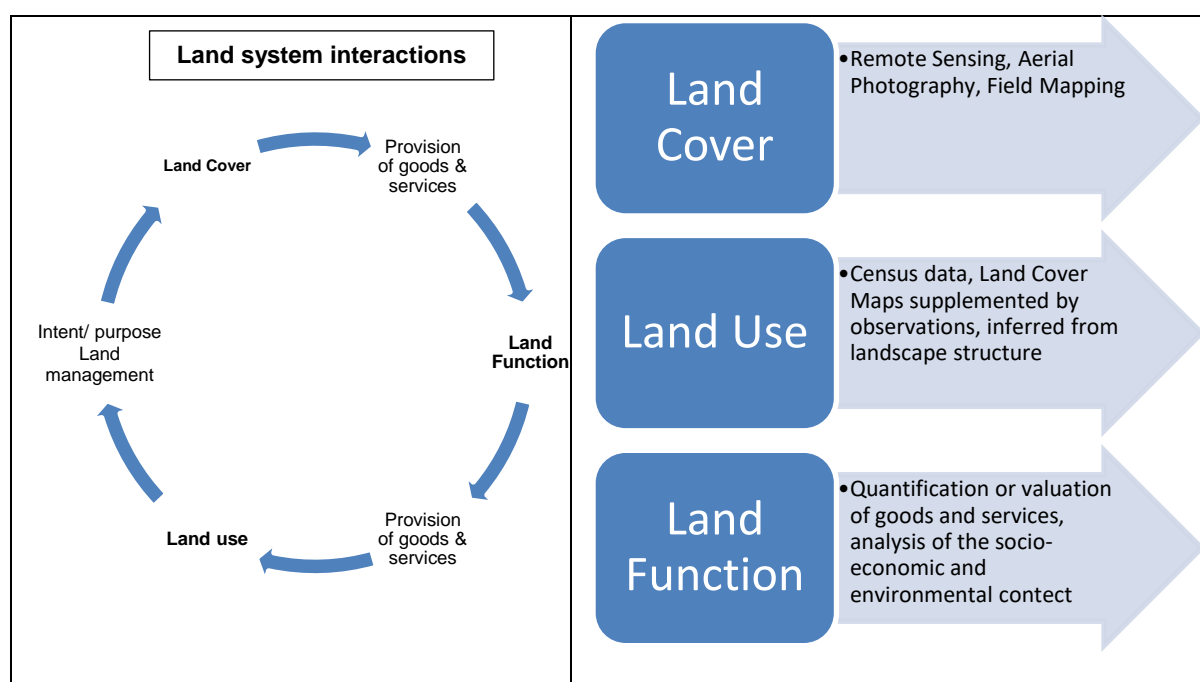 Land system interactions
Land Cover
Provision
of goods &
services
Land
Function
Provision
of goods &
services
Land use
Intent/ purpose
Land
management
Land
Cover
•Remote Sensing, Aerial
Photography, Field Mapping
Land Use
•Census data, Land Cover
Maps supplemented by
observations, inferred from
landscape structure
Land
Function
•Quantification or valuation
of goods and services,
analysis of the socio-
economic and
environmental contect